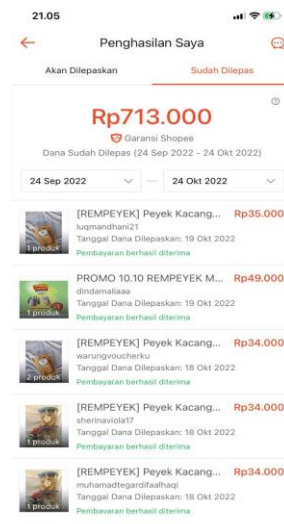 21.05
Penghasilan Saya
Akan Dilepaskan
Sudah Dilepas
Rp713.000
Garansi Shopee
Dana Sudah Dilepas (24 Sep 2022 - 24 Okt 2022)
24 Sep 2022
24 Okt 2022
[REMPEYEK] Peyek Kacang... Rp35.000
luqmandhani21
Tanggal Dana Dilepaskan: 19 Okt 2022
1 produk
Pembayaran berhasil diterima
PROMO 10.10 REMPEYEK M... Rp49.000
dindamaliaaa
Tanggal Dana Dilepaskan: 19 Okt 2022
1 produk
Pembayaran berhasil diterima
[REMPEYEK] Peyek Kacang... Rp34.000
warungvoucherku
Tanggal Dana Dilepaskan: 18 Okt 2022
2 produk
Pembayaran berhasil diterima
[REMPEYEK] Peyek Kacang... Rp34.000
sherinaviola17
Tanggal Dana Dilepaskan: 18 Okt 2022
1 produk
Pembayaran berhasil diterima
[REMPEYEK] Peyek Kacang... Rp34.000
muhamadtegardifaalhaqi
Tanggal Dana Dilepaskan: 18 Okt 2022
1 produk
Pembayaran berhasil diterima